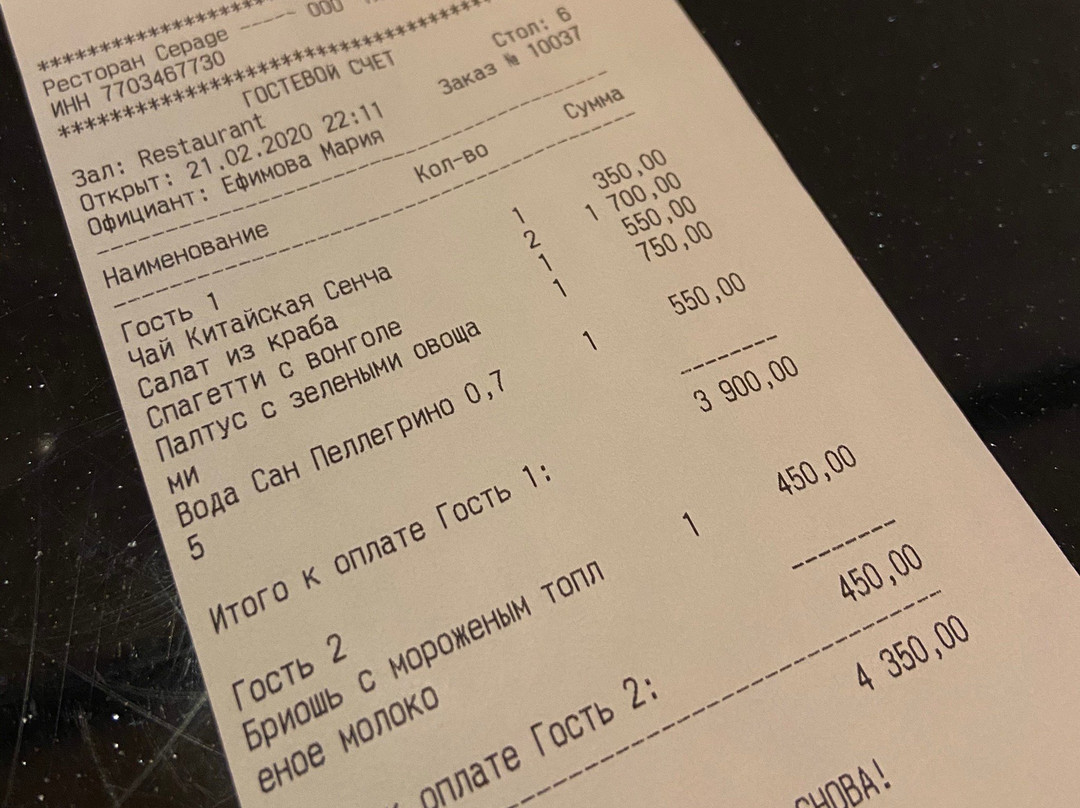 ООО
****************************
Ресторан Сераде
ИНН 7703467730
****************************
ГОСТЕВОЙ СЧЕТ
Стол: 6
Зал: Restaurant
Заказ № 10037
Открыт: 21.02.2020 22:11
Официант: Ефимова Мария
Наименование Кол-во Сумма
Гость 1
Чай Китайская Сенча 1 350,00
Салат из краба 2 1 700,00
Спагетти с вонголе 1 550,00
Палтус с зелеными овоща 1 750,00
ми
Вода Сан Пеллегрино 0,7 1 550,00
5
Итого к оплате Гость 1: 3 900,00
Гость 2
Бриошь с мороженым топл 1 450,00
еное молоко
к оплате Гость 2: 450,00
4 350,00
СНОВА!